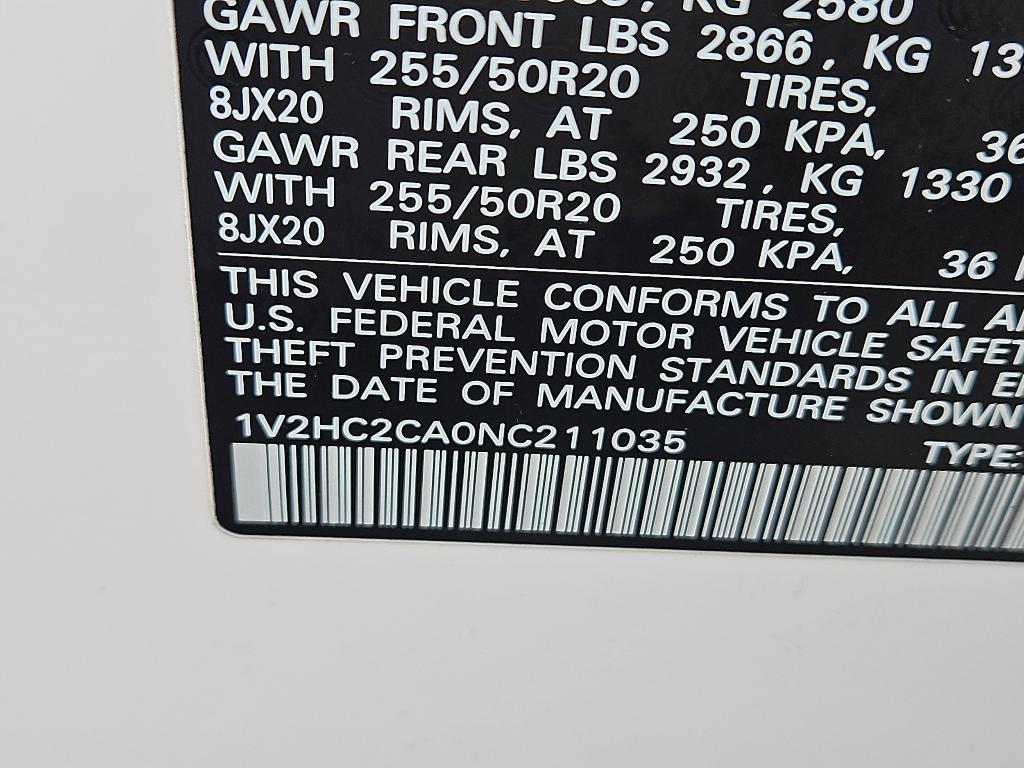 KG 2580
GAWR FRONT LBS 2866, KG 13
WITH 255/50R20 TIRES,
8JX20 RIMS, AT 250 KPA, 36
GAWR REAR LBS 2932, KG 1330
WITH 255/50R20 TIRES,
8JX20 RIMS, AT 250 KPA, 36
THIS VEHICLE CONFORMS TO ALL
U.S. FEDERAL MOTOR VEHICLE SAFET
THEFT PREVENTION STANDARDS IN
THE DATE OF MANUFACTURE SHOWN
1V2HC2CA0NC211035 TYPE: